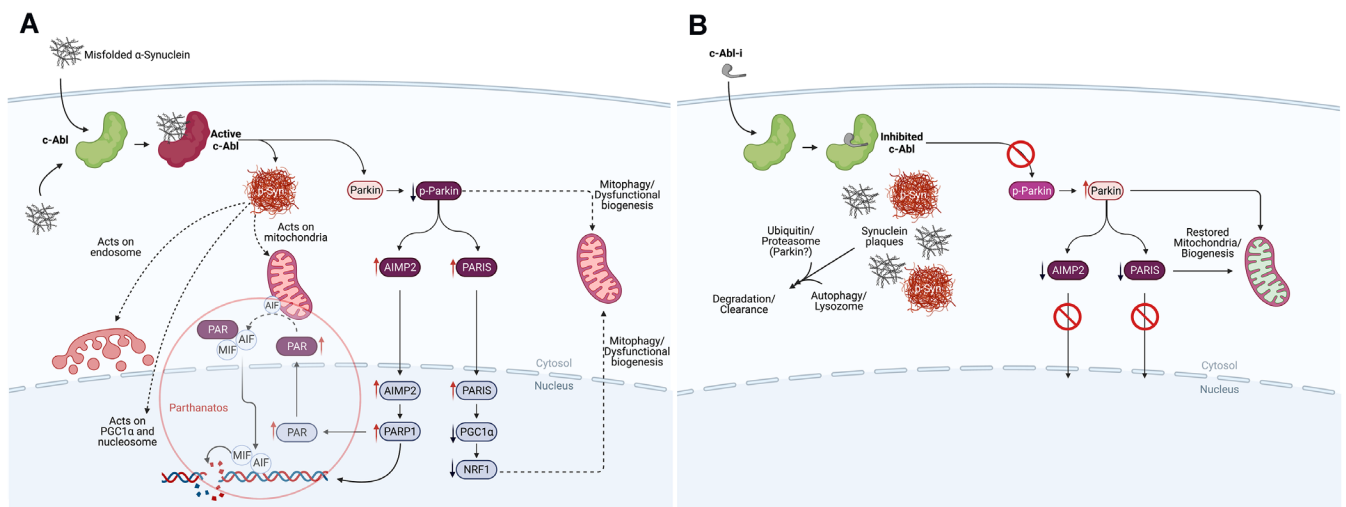 A
Misfolded α-Synuclein
c-Abl
Active
c-Abl
p-Syn
Parkin
p-Parkin
Mitophagy/
Dysfunctional
biogenesis
Acts on
endosome
Acts on
mitochondria
AIMP2
PARIS
AIF
PAR
MIF
AIF
PAR
Mitophagy/
Dysfunctional
biogenesis
Cytosol
Nucleus
Parthanatos
Acts on
PGC1α and
nucleosome
AIMP2
PARIS
PAR
PARP1
PGC1α
MIF
AIF
NRF1
B
c-Abl-i
Inhibited
c-Abl
p-Parkin
Parkin
p-Syn
Ubiquitin/
Proteasome
(Parkin?)
Synuclein
plaques
Restored
Mitochondria/
Biogenesis
AIMP2
PARIS
p-Syn
Degradation/
Clearance
Autophagy/
Lysozome
Cytosol
Nucleus